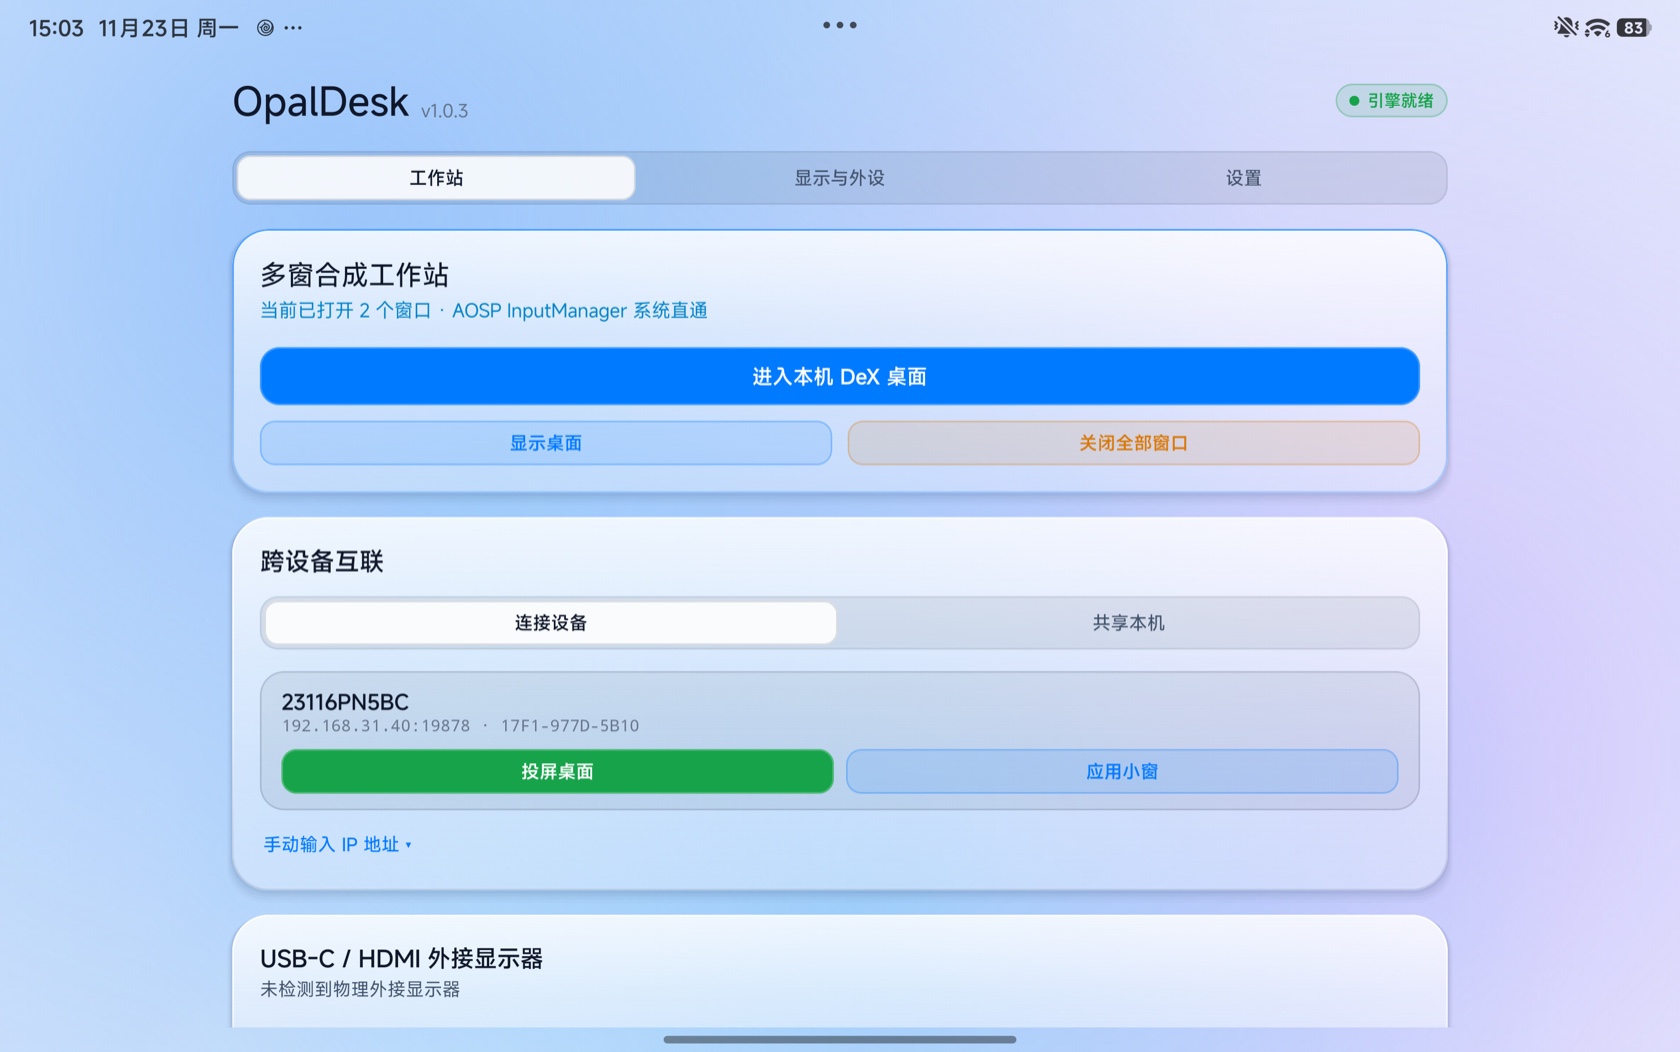 15:03 11月23日 周一
83
OpalDesk v1.0.3
引擎就绪
工作站
显示与外设
设置
多窗合成工作站
当前已打开 2 个窗口 · AOSP InputManager 系统直通
进入本机 DeX 桌面
显示桌面
关闭全部窗口
跨设备互联
连接设备
共享本机
23116PN5BC
192.168.31.40:19878 · 17F1-977D-5B10
投屏桌面
应用小窗
手动输入 IP 地址 ▾
USB-C / HDMI 外接显示器
未检测到物理外接显示器